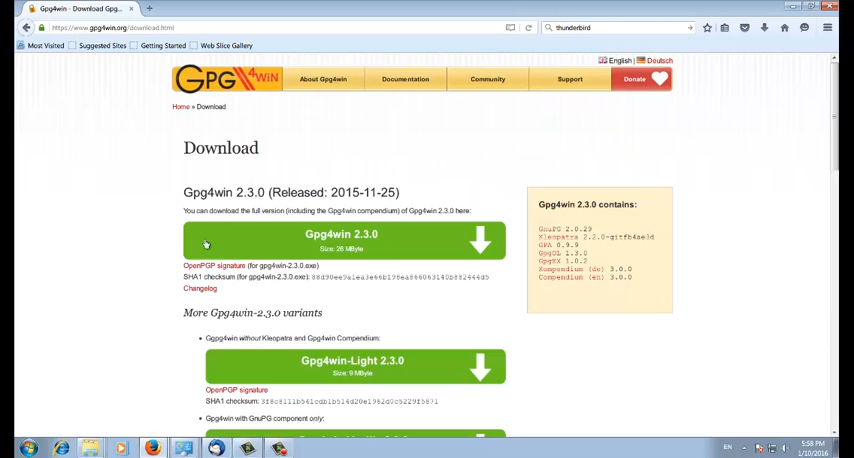 Gpg4win - Download Gpg...
https://www.gpg4win.org/download.html
thunderbird
Most Visited
Suggested Sites
Getting Started
Web Slice Gallery
English | Deutsch
GPG4WIN
About Gpg4win
Documentation
Community
Support
Donate
Home » Download
Download
Gpg4win 2.3.0 (Released: 2015-11-25)
You can download the full version (including the Gpg4win compendium) of Gpg4win 2.3.0 here:
Gpg4win 2.3.0
Size: 26 MByte
OpenPGP signature (for gpg4win-2.3.0.exe)
SHA1 checksum (for gpg4win-2.3.0.exe): 88d90ee9a1ea3e66b198ea866063140b882444d5
Changelog
Gpg4win 2.3.0 contains:
GnuPG 2.0.29
Kleopatra 2.2.0-gitfb4ae3d
GPA 0.9.9
GpgOL 1.3.0
GpgEX 1.0.2
Kompendium (de) 3.0.0
Compendium (en) 3.0.0
More Gpg4win-2.3.0 variants
Ggpg4win without Kleopatra and Gpg4win Compendium:
Gpg4win-Light 2.3.0
Size: 9 MByte
OpenPGP signature
SHA1 checksum:
Gpg4win with GnuPG component only:
EN
5:58 PM
1/10/2016